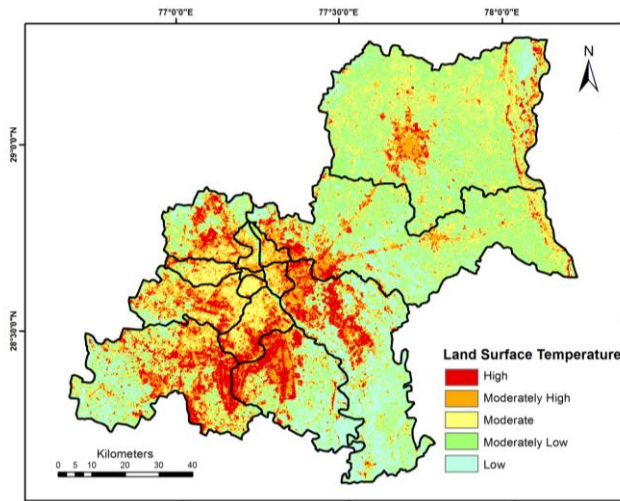 77°0'0"E 77°30'0"E 78°0'0"E
N
29°0'0"N
28°30'0"N
Land Surface Temperature
High
Moderately High
Moderate
Moderately Low
Low
Kilometers
0 5 10 20 30 40